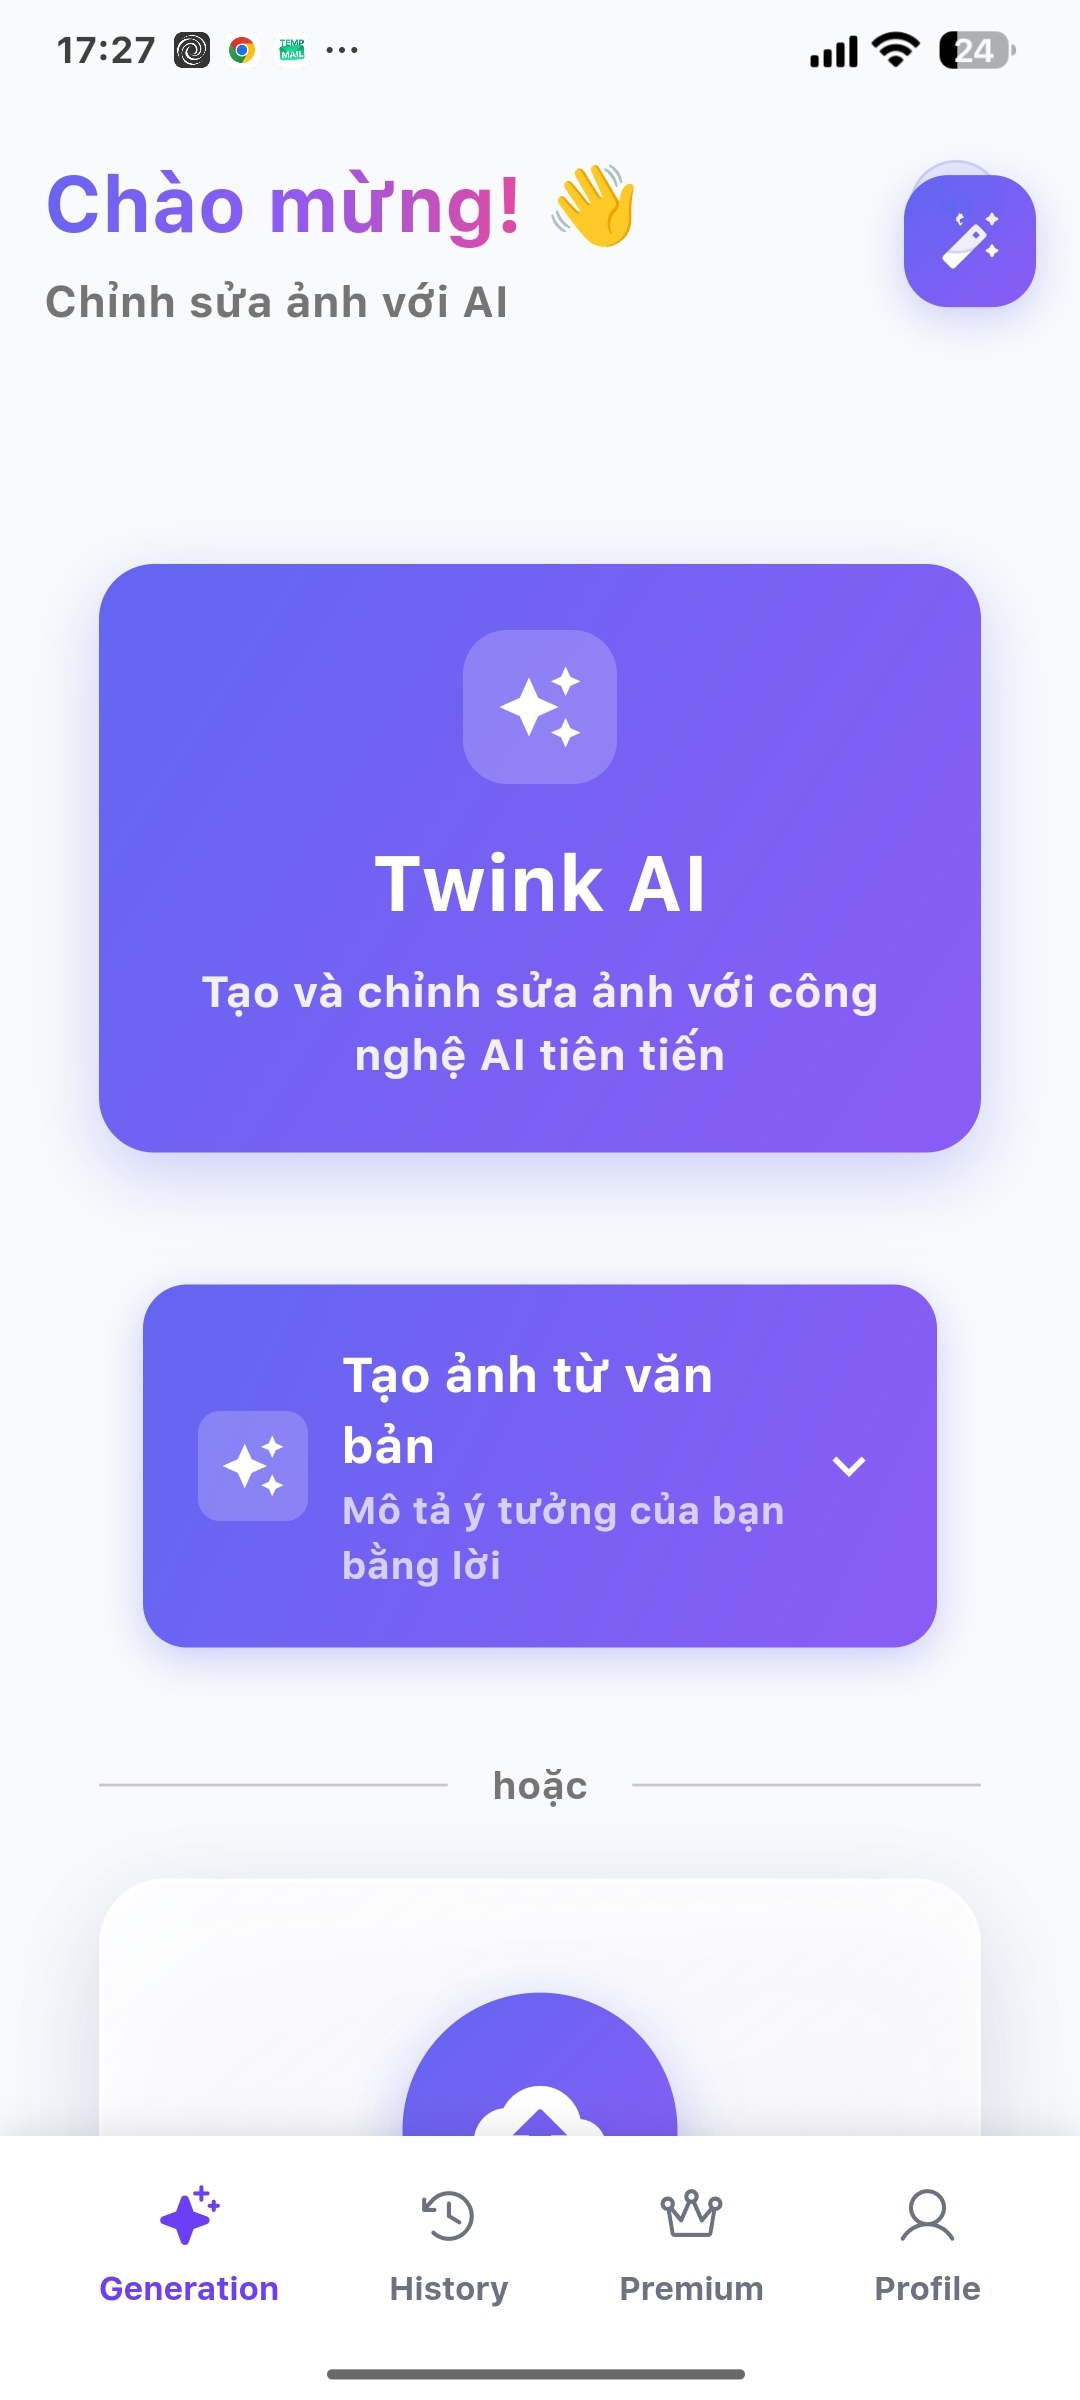 17:27
TEMP
MAIL
24
Chào mừng! 👋
Chỉnh sửa ảnh với AI
Twink AI
Tạo và chỉnh sửa ảnh với công
nghệ AI tiên tiến
Tạo ảnh từ văn
bản
Mô tả ý tưởng của bạn
bằng lời
hoặc
Generation
History
Premium
Profile